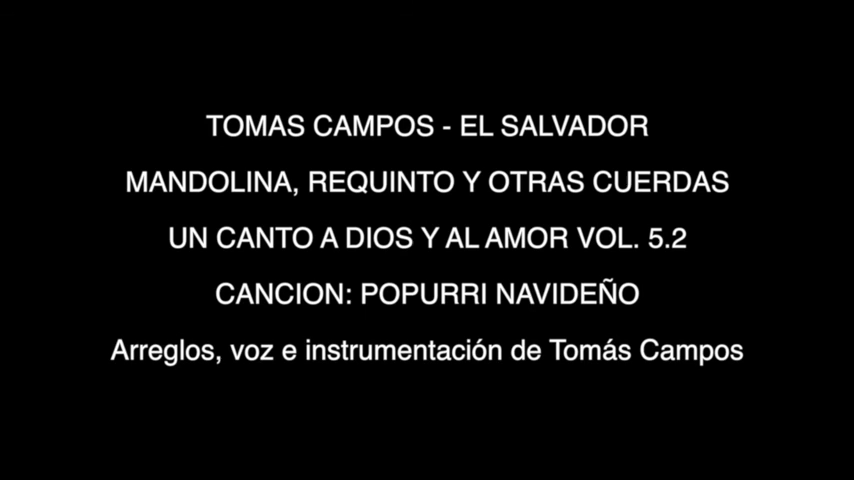 TOMAS CAMPOS - EL SALVADOR
MANDOLINA, REQUINTO Y OTRAS CUERDAS
UN CANTO A DIOS Y AL AMOR VOL. 5.2
CANCION: POPURRI NAVIDEÑO
Arreglos, voz e instrumentación de Tomás Campos